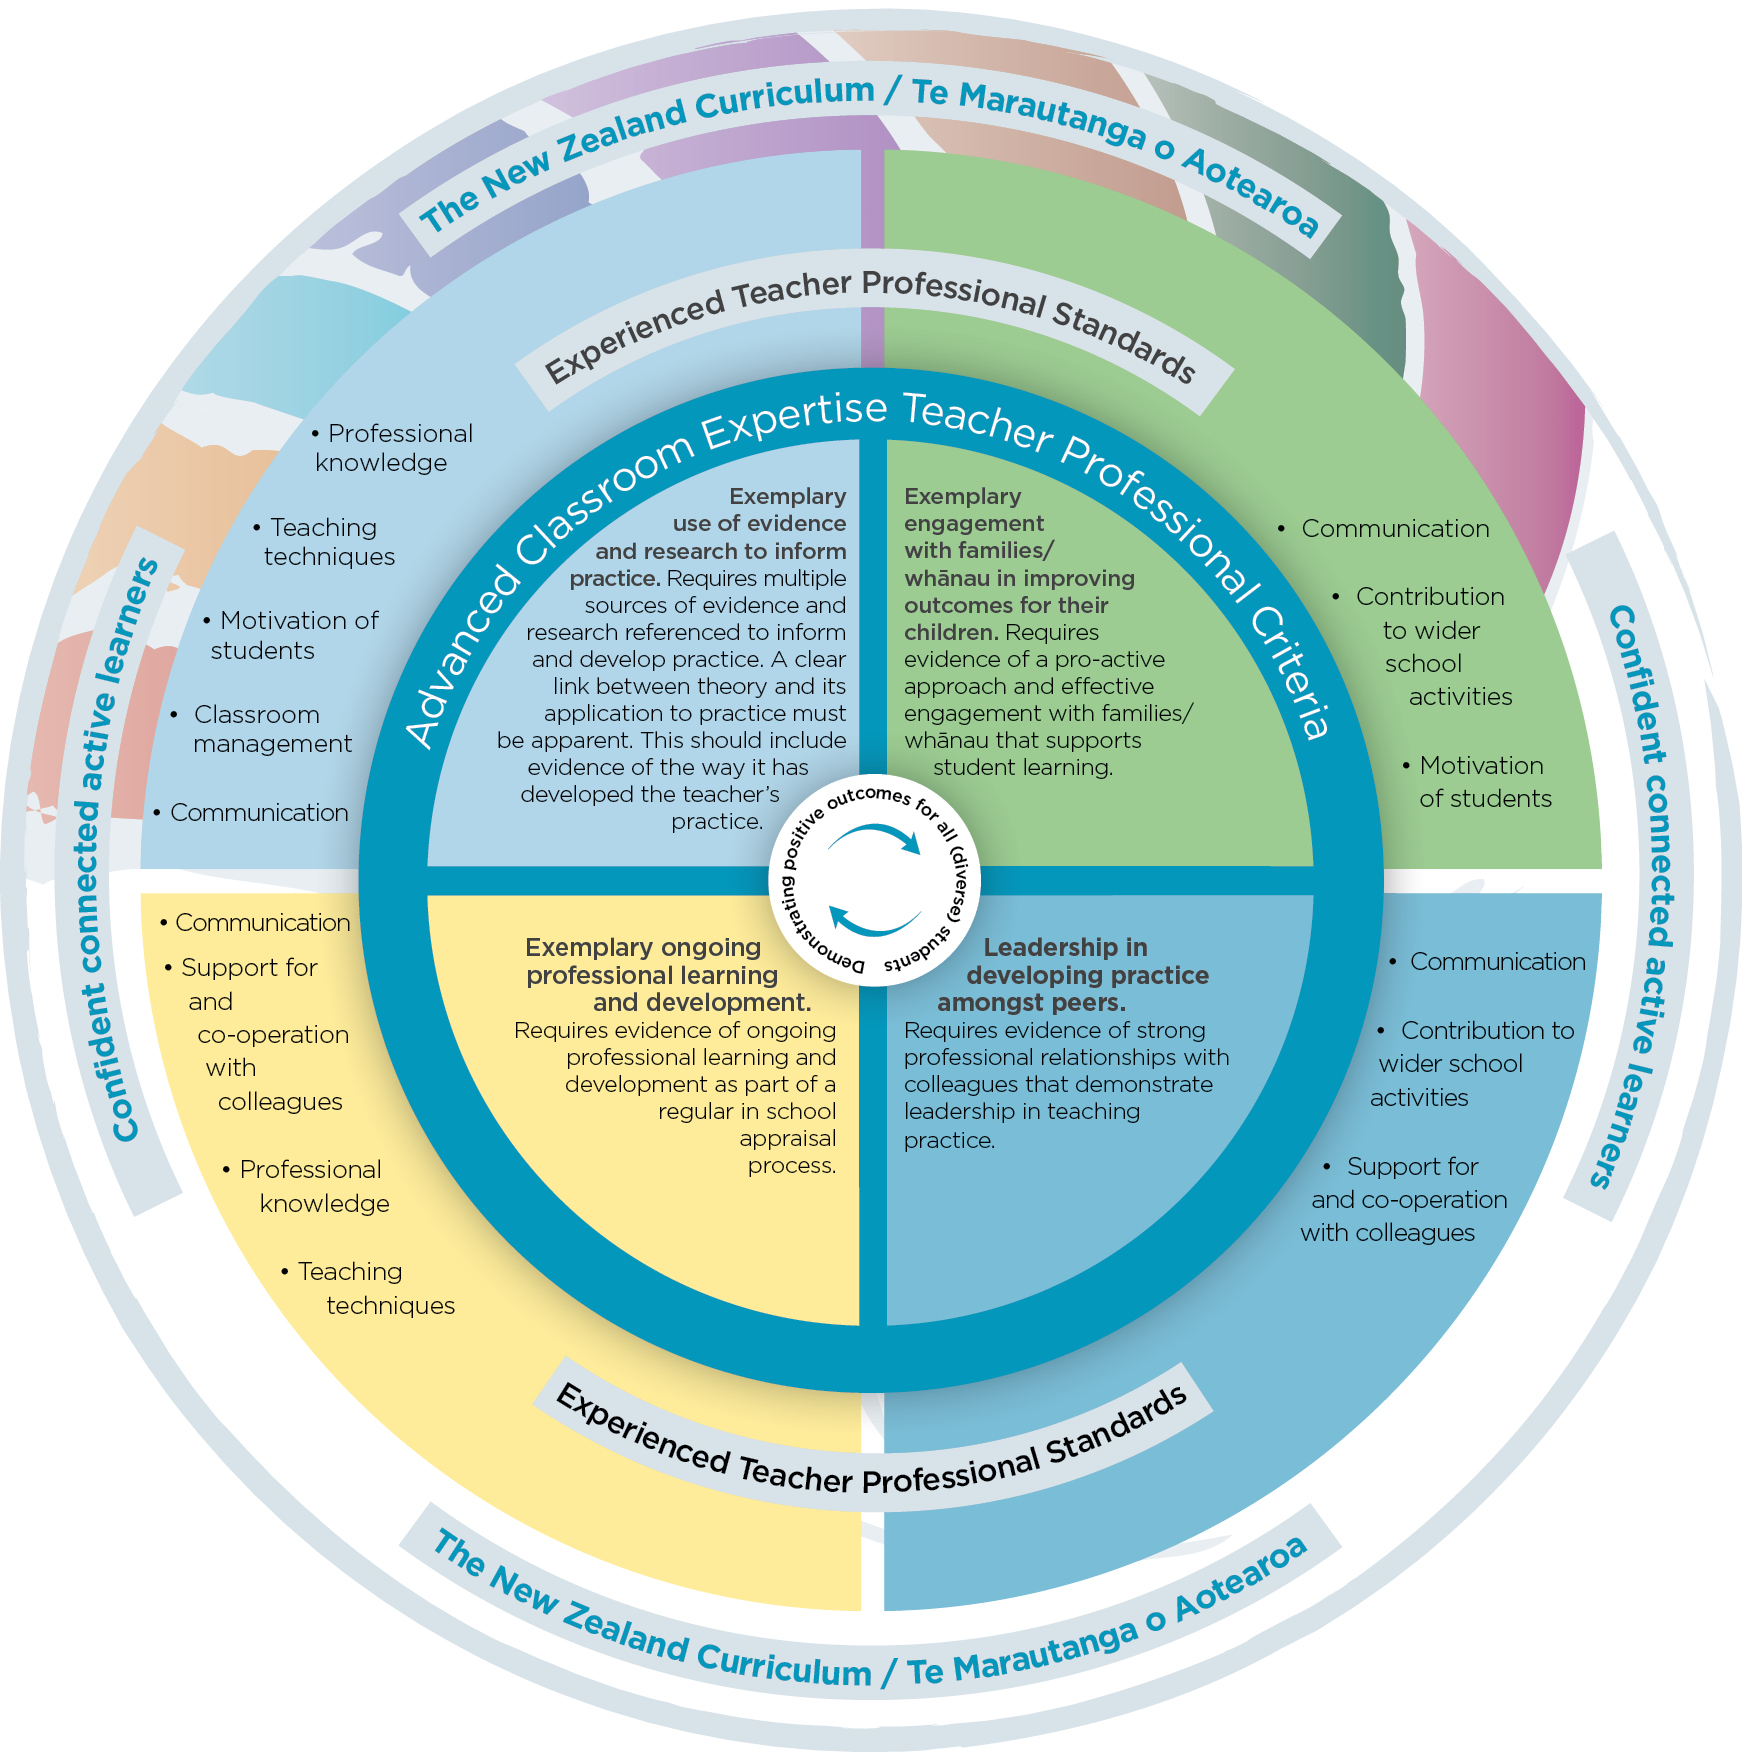 The New Zealand Curriculum / Te Marautanga o Aotearoa
Experienced Teacher Professional Standards
Advanced Classroom Expertise Teacher Professional Criteria
Confident connected active learners
• Professional
knowledge
• Teaching
techniques
• Motivation of
students
• Classroom
management
• Communication
Exemplary
use of evidence
and research to inform
practice. Requires multiple
sources of evidence and
research referenced to inform
and develop practice. A clear
link between theory and its
application to practice must
be apparent. This should include
evidence of the way it has
developed the teacher’s
practice.
Exemplary
engagement
with families/
whānau in improving
outcomes for their
children. Requires
evidence of a pro-active
approach and effective
engagement with families/
whānau that supports
student learning.
• Communication
• Contribution
to wider
school
activities
• Motivation
of students
Confident connected active learners
Demonstrating positive outcomes for all (diverse) students
• Communication
• Support for
and
co-operation
with
colleagues
• Professional
knowledge
• Teaching
techniques
Exemplary ongoing
professional learning
and development.
Requires evidence of ongoing
professional learning and
development as part of a
regular in school
appraisal
process.
Leadership in
developing practice
amongst peers.
Requires evidence of strong
professional relationships with
colleagues that demonstrate
leadership in teaching
practice.
• Communication
• Contribution to
wider school
activities
• Support for
and co-operation
with colleagues
Experienced Teacher Professional Standards
The New Zealand Curriculum / Te Marautanga o Aotearoa